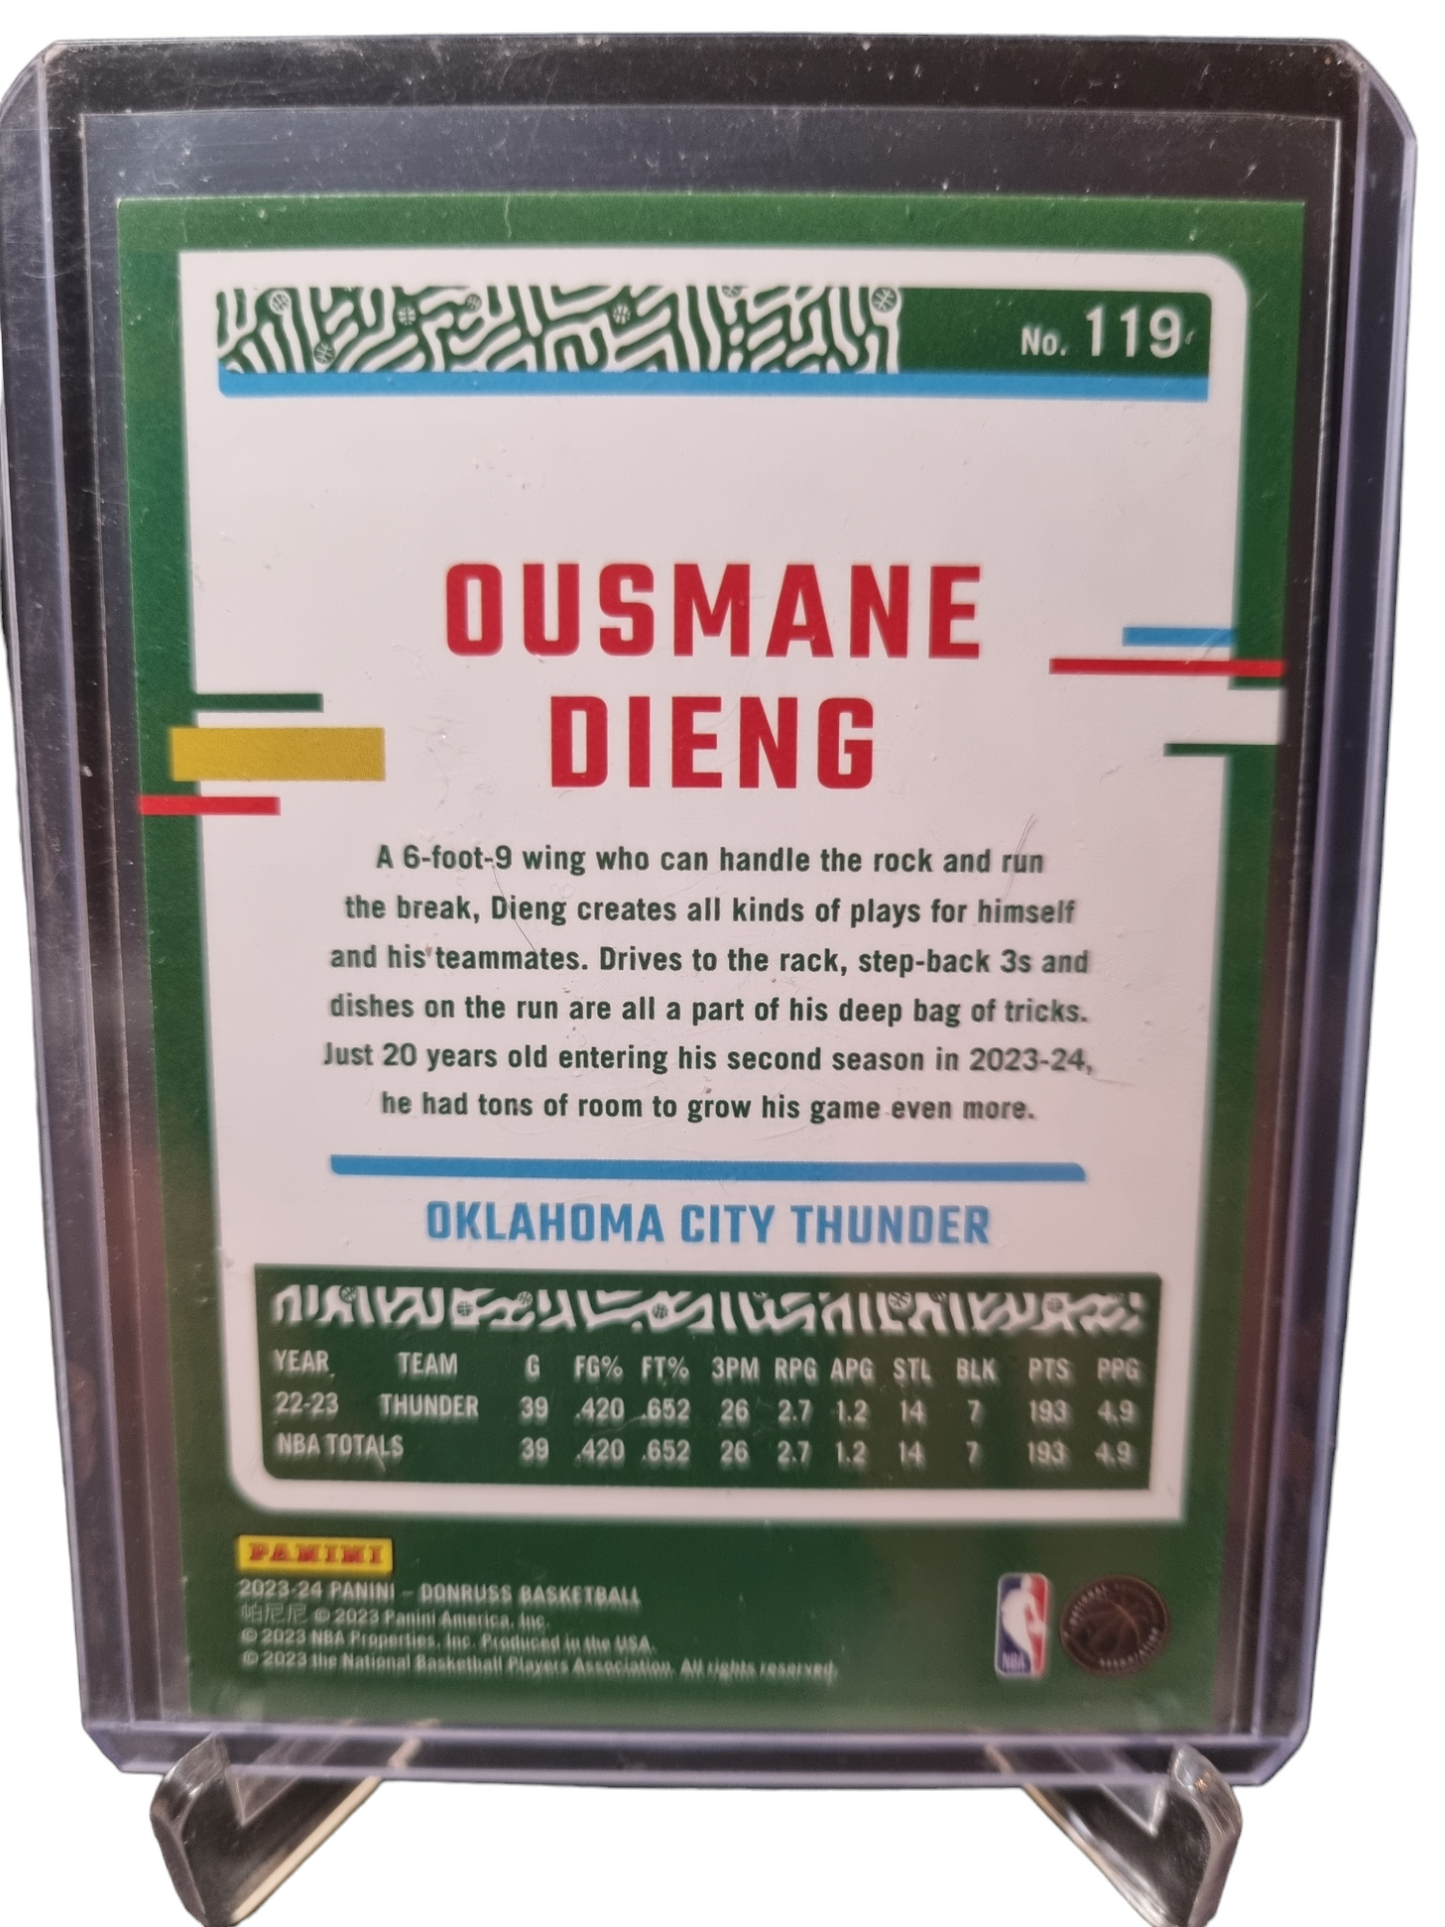 No. 119
OUSMANE
DIENG
A 6-foot-9 wing who can handle the rock and run
the break, Dieng creates all kinds of plays for himself
and his teammates. Drives to the rack, step-back 3s and
dishes on the run are all a part of his deep bag of tricks.
Just 20 years old entering his second season in 2023-24,
he had tons of room to grow his game even more.
OKLAHOMA CITY THUNDER
YEAR TEAM G FG% FT% 3PM RPG APG STL BLK PTS PPG
22-23 THUNDER 39 .420 .652 26 2.7 1.2 14 7 193 4.9
NBA TOTALS 39 .420 .652 26 2.7 1.2 14 7 193 4.9
PANINI
2023-24 PANINI – DONRUSS BASKETBALL
帕尼尼 © 2023 Panini America, Inc.
© 2023 NBA Properties, Inc. Produced in the USA.
© 2023 the National Basketball Players Association. All rights reserved.
NBA